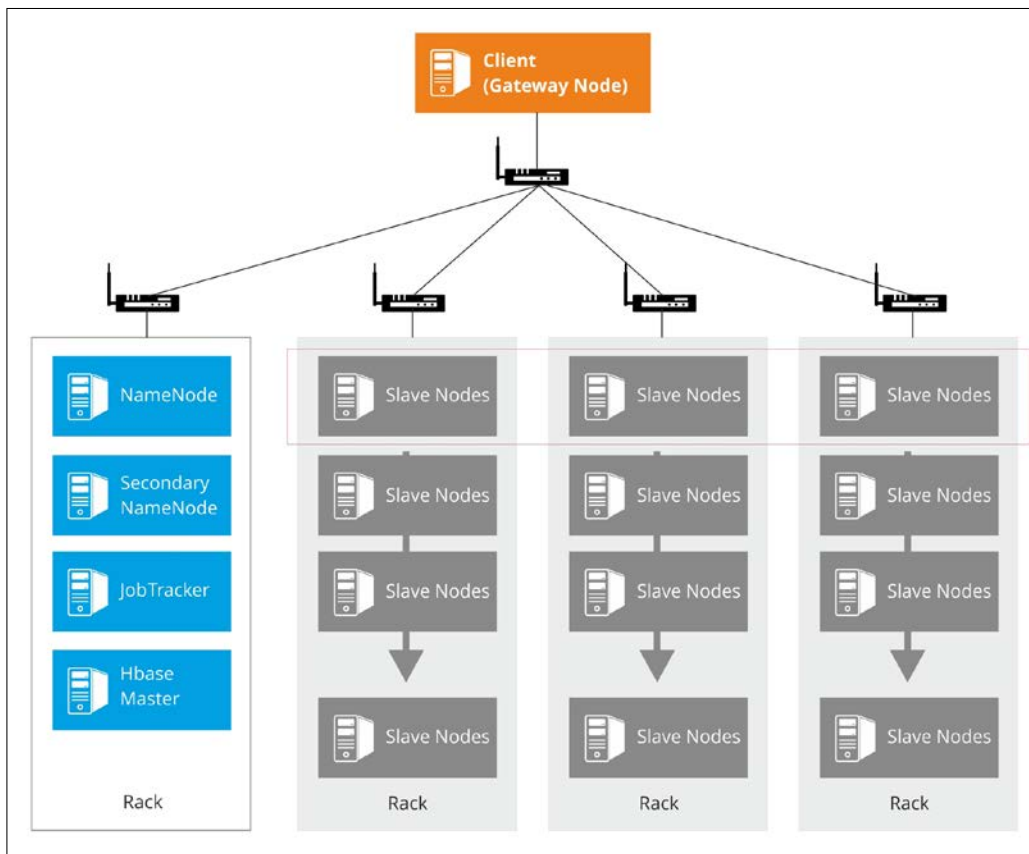 Client
(Gateway Node)
NameNode
Secondary
NameNode
JobTracker
Hbase
Master
Rack
Slave Nodes
Slave Nodes
Slave Nodes
Slave Nodes
Rack
Slave Nodes
Slave Nodes
Slave Nodes
Slave Nodes
Rack
Slave Nodes
Slave Nodes
Slave Nodes
Slave Nodes
Rack